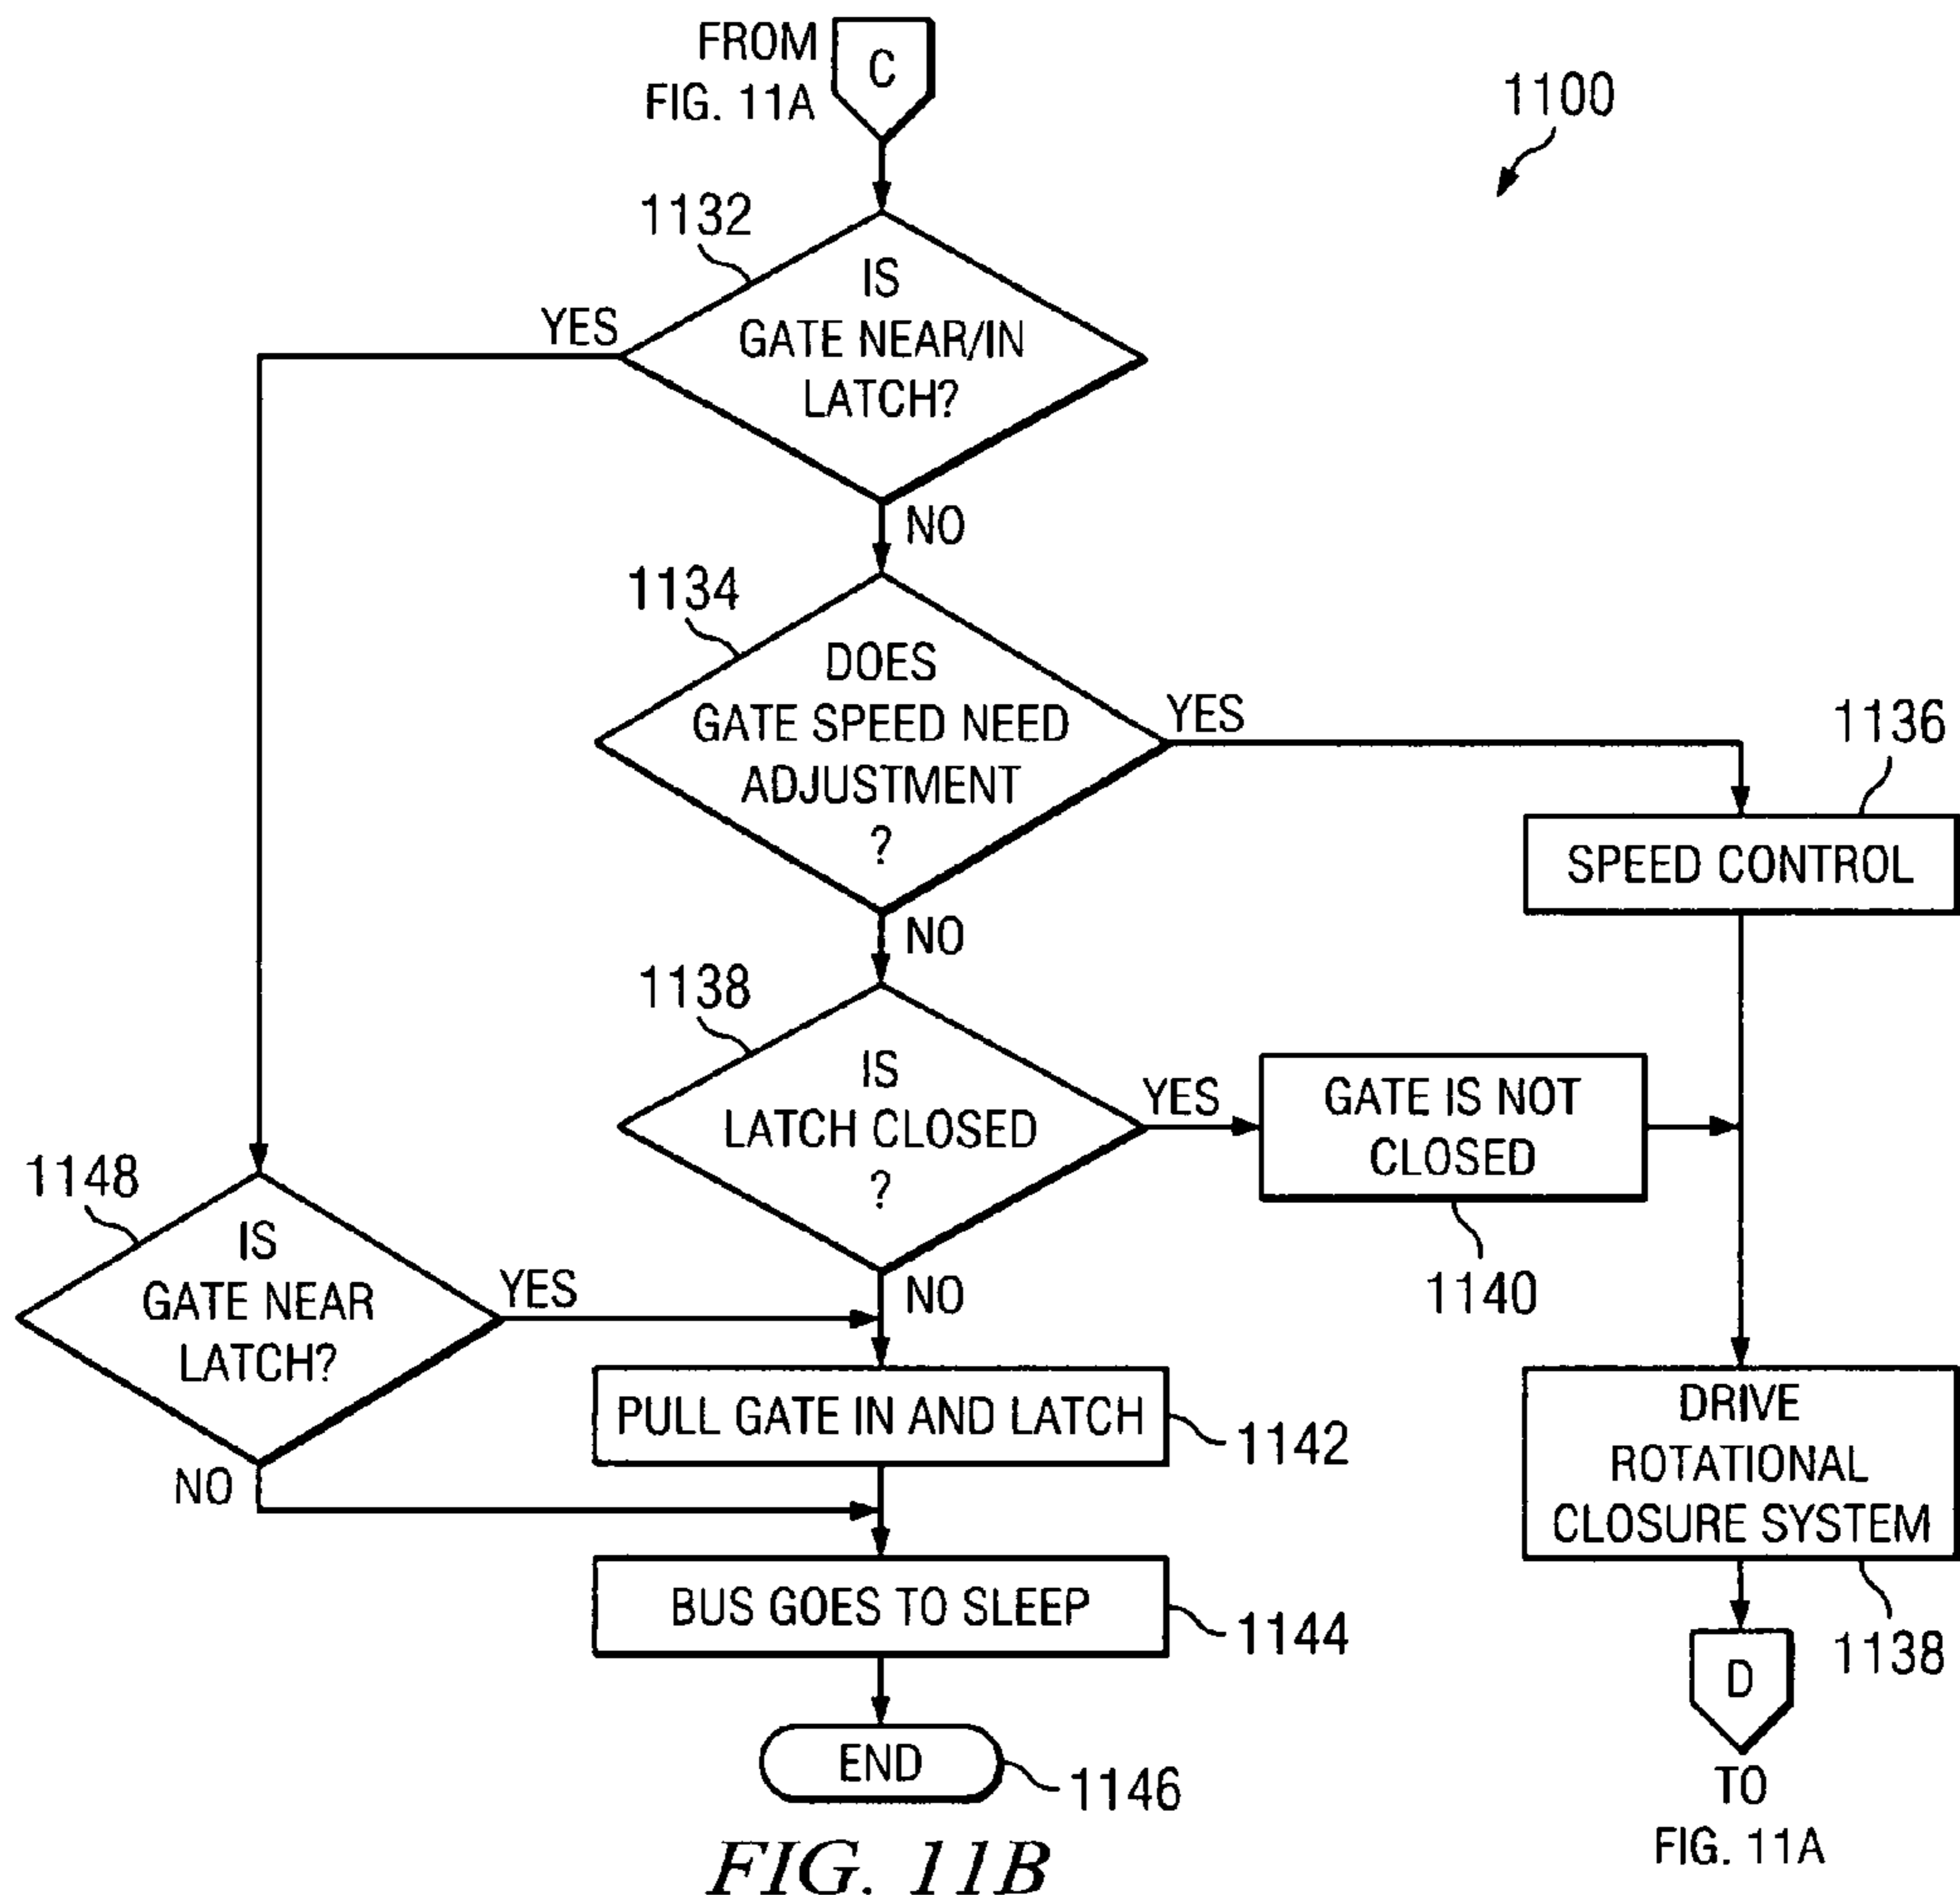 FROM
FIG. 11A
C
1100
1132
IS
GATE NEAR/IN
LATCH?
YES
NO
1134
DOES
GATE SPEED NEED
ADJUSTMENT
?
YES
NO
1136
SPEED CONTROL
1138
IS
LATCH CLOSED
?
YES
NO
GATE IS NOT
CLOSED
1140
1148
IS
GATE NEAR
LATCH?
YES
NO
PULL GATE IN AND LATCH
1142
DRIVE
ROTATIONAL
CLOSURE SYSTEM
1138
BUS GOES TO SLEEP
1144
D
TO
FIG. 11A
END
1146
FIG. 11B